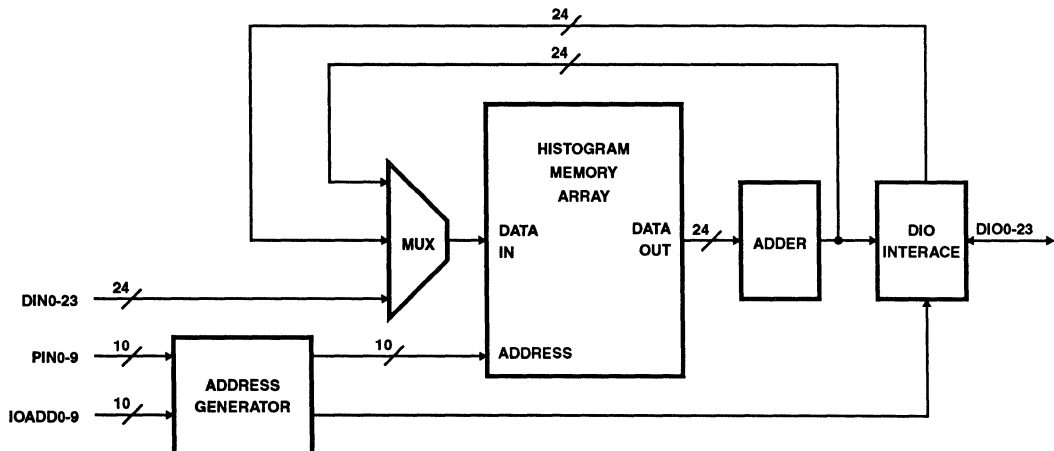 24
24
HISTOGRAM
MEMORY
ARRAY
MUX
DATA
IN
DATA
OUT
24
ADDER
DIO
INTERACE
DIO0-23
DIN0-23
24
PIN0-9
10
10
ADDRESS
ADDRESS
GENERATOR
IOADD0-9
10